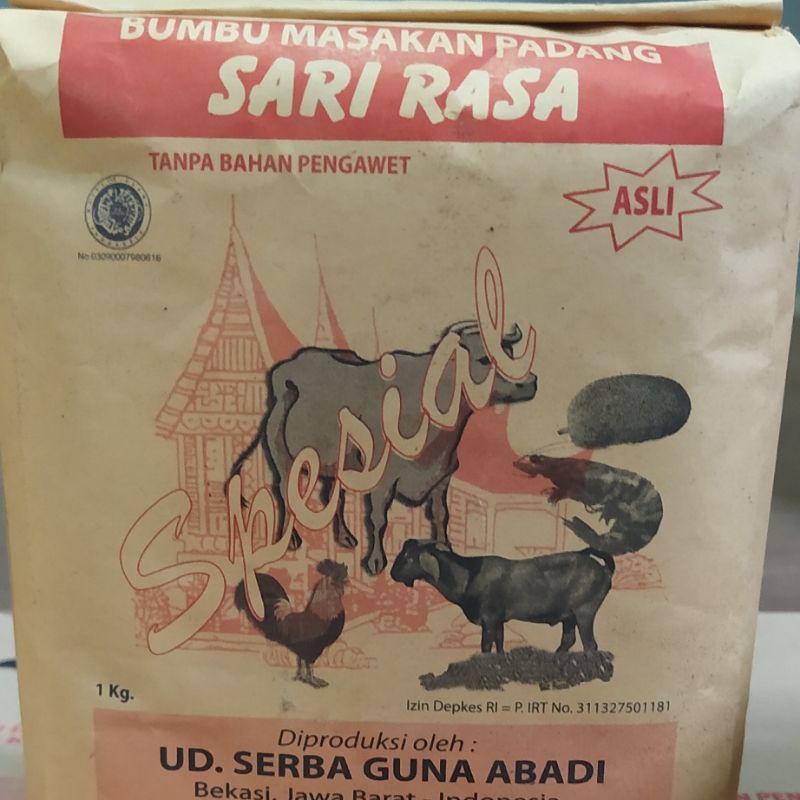 BUMBU MASAKAN PADANG
SARI RASA
TANPA BAHAN PENGAWET
ASLI
No.03090007980616
Spesial
1 Kg.
Izin Depkes RI = P. IRT No. 311327501181
Diproduksi oleh :
UD. SERBA GUNA ABADI
Bekasi, Jawa Barat - Indonesia